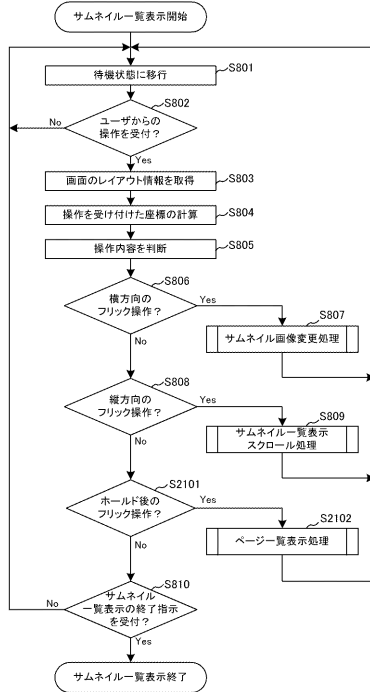 サムネイル一覧表示開始
S801
待機状態に移行
S802
ユーザからの
操作を受付？
No
Yes
S803
画面のレイアウト情報を取得
S804
操作を受け付けた座標の計算
S805
操作内容を判断
S806
横方向の
フリック操作？
Yes
No
S807
サムネイル画像変更処理
S808
縦方向の
フリック操作？
Yes
No
S809
サムネイル一覧表示
スクロール処理
S2101
ホールド後の
フリック操作？
Yes
No
S2102
ページ一覧表示処理
S810
サムネイル
一覧表示の終了指示
を受付？
No
Yes
サムネイル一覧表示終了